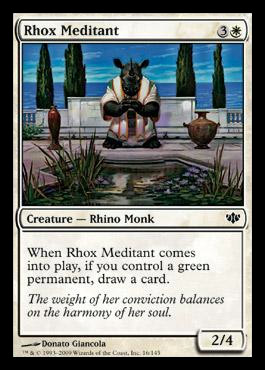 Rhox Meditant 3
Creature — Rhino Monk
When Rhox Meditant comes
into play, if you control a green
permanent, draw a card.
The weight of her conviction balances
on the harmony of her soul.
Donato Giancola
™ & © 1993-2009 Wizards of the Coast, Inc. 16/145
2/4